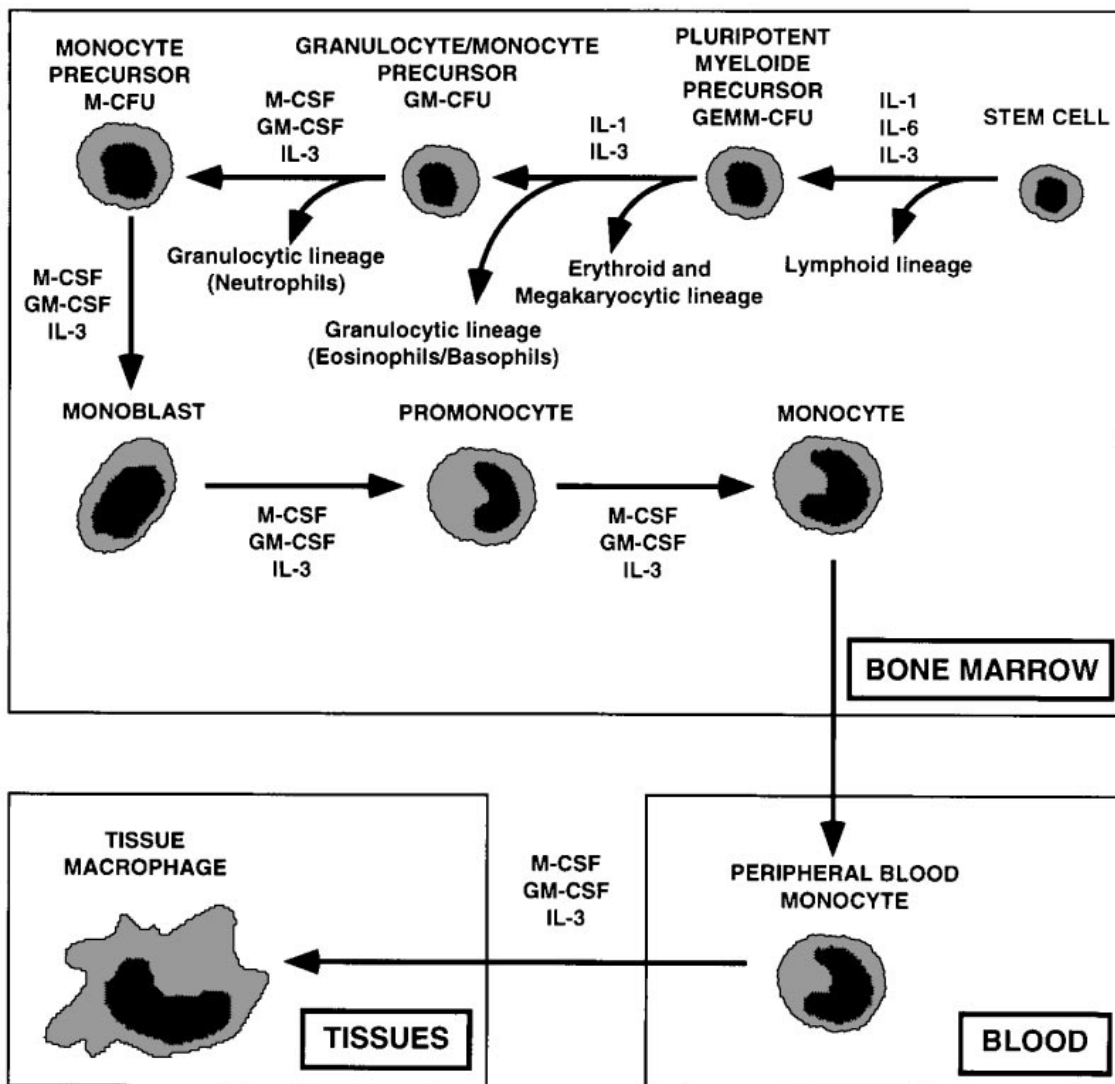 MONOCYTE
PRECURSOR
M-CFU
M-CSF
GM-CSF
IL-3
GRANULOCYTE/MONOCYTE
PRECURSOR
GM-CFU
IL-1
IL-3
PLURIPOTENT
MYELOIDE
PRECURSOR
GEMM-CFU
IL-1
IL-6
IL-3
STEM CELL
Granulocytic lineage
(Neutrophils)
Granulocytic lineage
(Eosinophils/Basophils)
Erythroid and
Megakaryocytic lineage
Lymphoid lineage
M-CSF
GM-CSF
IL-3
MONOBLAST
M-CSF
GM-CSF
IL-3
PROMONOCYTE
M-CSF
GM-CSF
IL-3
MONOCYTE
BONE MARROW
TISSUE
MACROPHAGE
TISSUES
M-CSF
GM-CSF
IL-3
PERIPHERAL BLOOD
MONOCYTE
BLOOD